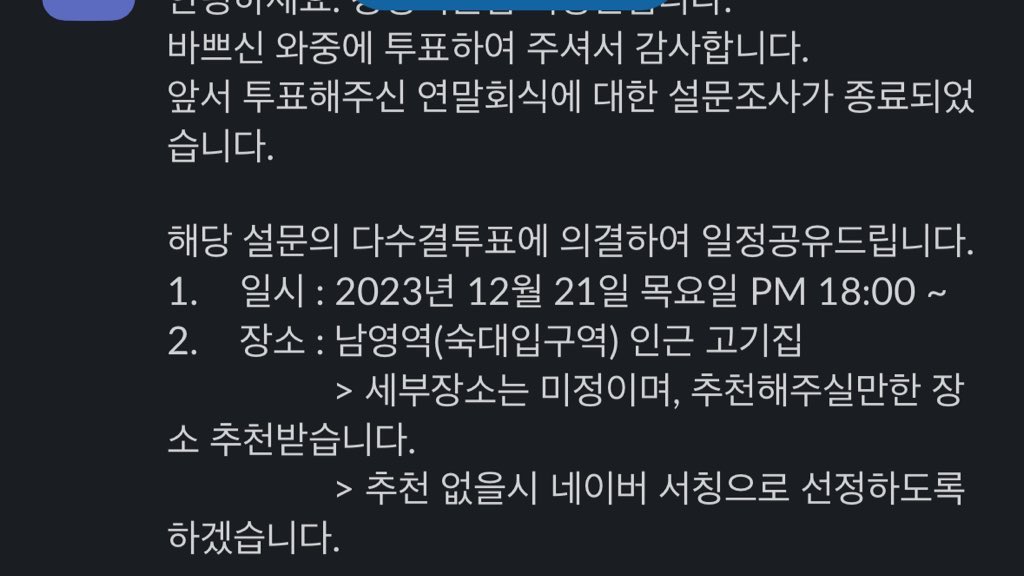 바쁘신 와중에 투표하여 주셔서 감사합니다.
앞서 투표해주신 연말회식에 대한 설문조사가 종료되었
습니다.
해당 설문의 다수결투표에 의결하여 일정공유드립니다.
1. 일시 : 2023년 12월 21일 목요일 PM 18:00 ~
2. 장소 : 남영역(숙대입구역) 인근 고기집
> 세부장소는 미정이며, 추천해주실만한 장
소 추천받습니다.
> 추천 없을시 네이버 서칭으로 선정하도록
하겠습니다.